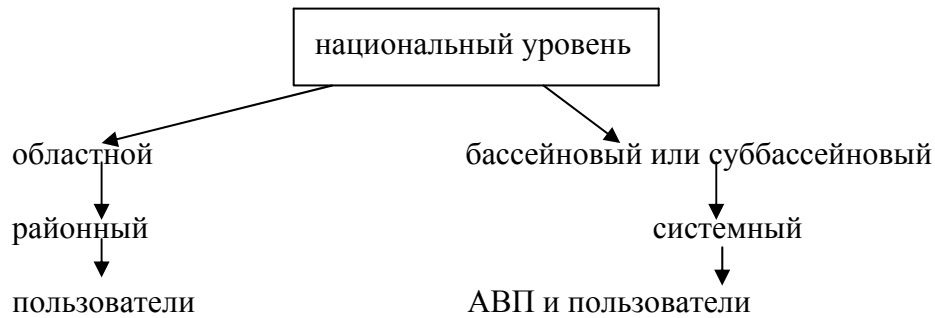 национальный уровень
областной бассейновый или суббассейновый
районный системный
пользователи АВП и пользователи